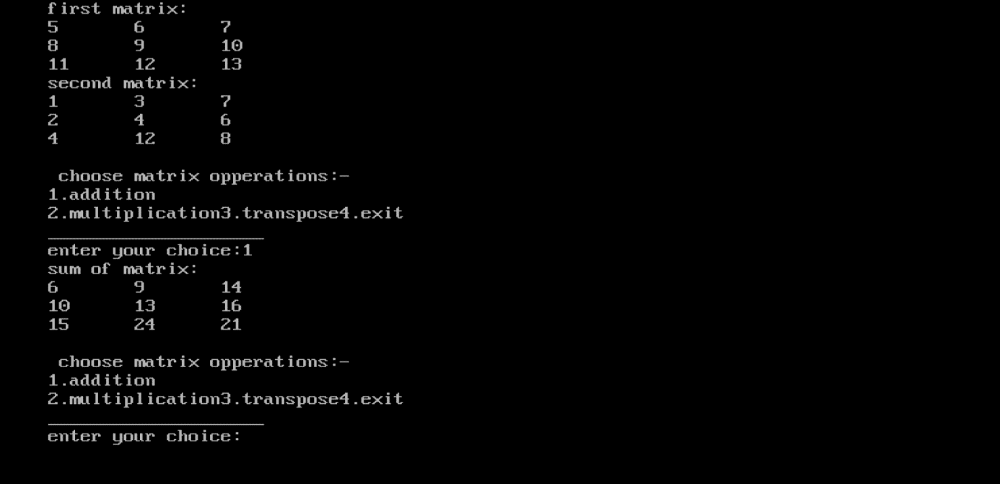 first matrix:
5 6 7
8 9 10
11 12 13
second matrix:
1 3 7
2 4 6
4 12 8
choose matrix opperations:-
1.addition
2.multiplication3.transpose4.exit
____________________
enter your choice:1
sum of matrix:
6 9 14
10 13 16
15 24 21
choose matrix opperations:-
1.addition
2.multiplication3.transpose4.exit
____________________
enter your choice: